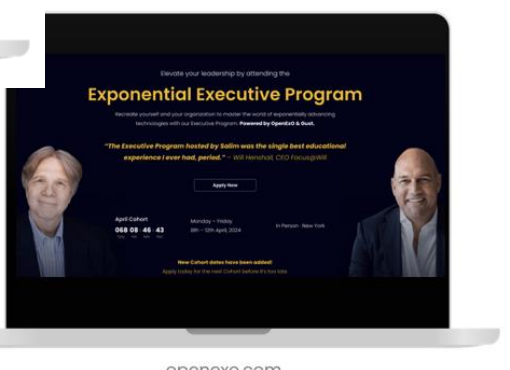 Elevate your leadership by attending the
Exponential Executive Program
Recreate yourself and your organization to master the world of exponentially advancing
technologies with our Executive Program. Powered by OpenExO & Gust.
"The Executive Program hosted by Salim was the single best educational
experience I ever had, period." - Will Henshall, CEO Focus@Will
Apply Now
April Cohort
068 08 : 46 : 43
Monday – Friday
8th – 12th April, 2024
In Person · New York
New Cohort dates have been added!
Apply today for the next Cohort before it's too late.